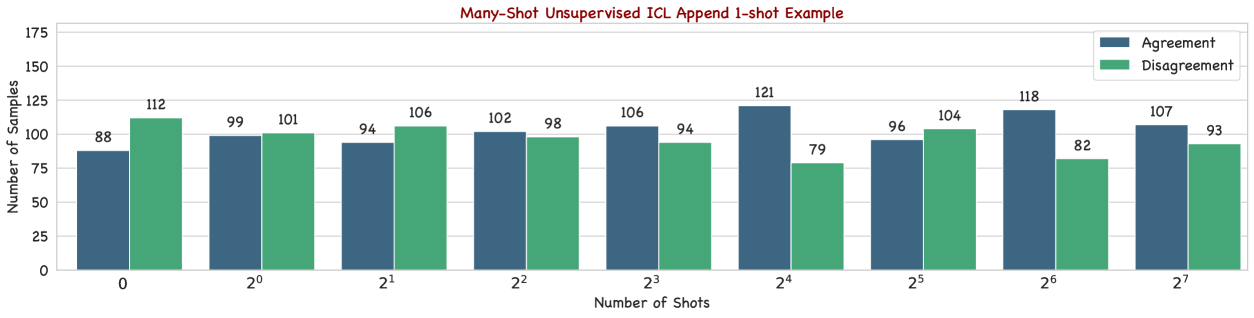 Many-Shot Unsupervised ICL Append 1-shot Example
Number of Samples
175
150
125
100
75
50
25
0
Agreement
Disagreement
88 112 99 101 94 106 102 98 106 94 121 79 96 104 118 82 107 93
0 2⁰ 2¹ 2² 2³ 2⁴ 2⁵ 2⁶ 2⁷
Number of Shots